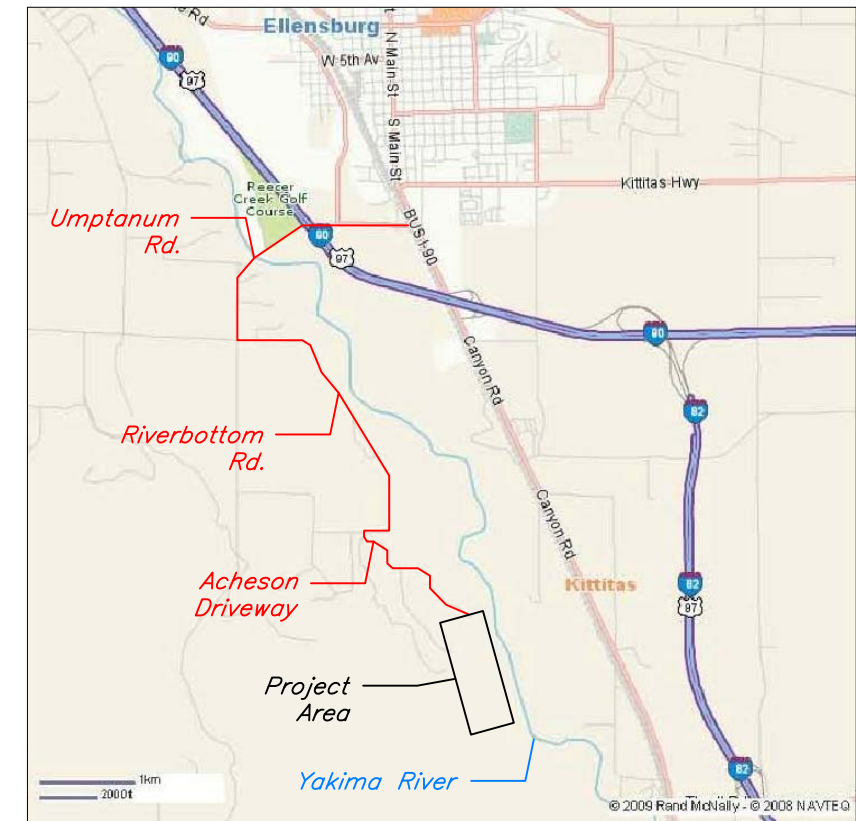 Ellensburg
W 5th Av
N Main St
S Main St
90
97
Kittitas Hwy
Reecer
Creek Golf
Course
Umptanum
Rd.
BUS I-90
90
97
90
Canyon Rd
82
Riverbottom
Rd.
Canyon Rd
Acheson
Driveway
Kittitas
82
97
Project
Area
Yakima River
82
1km
2000ft
© 2009 Rand McNally - © 2008 NAVTEQ